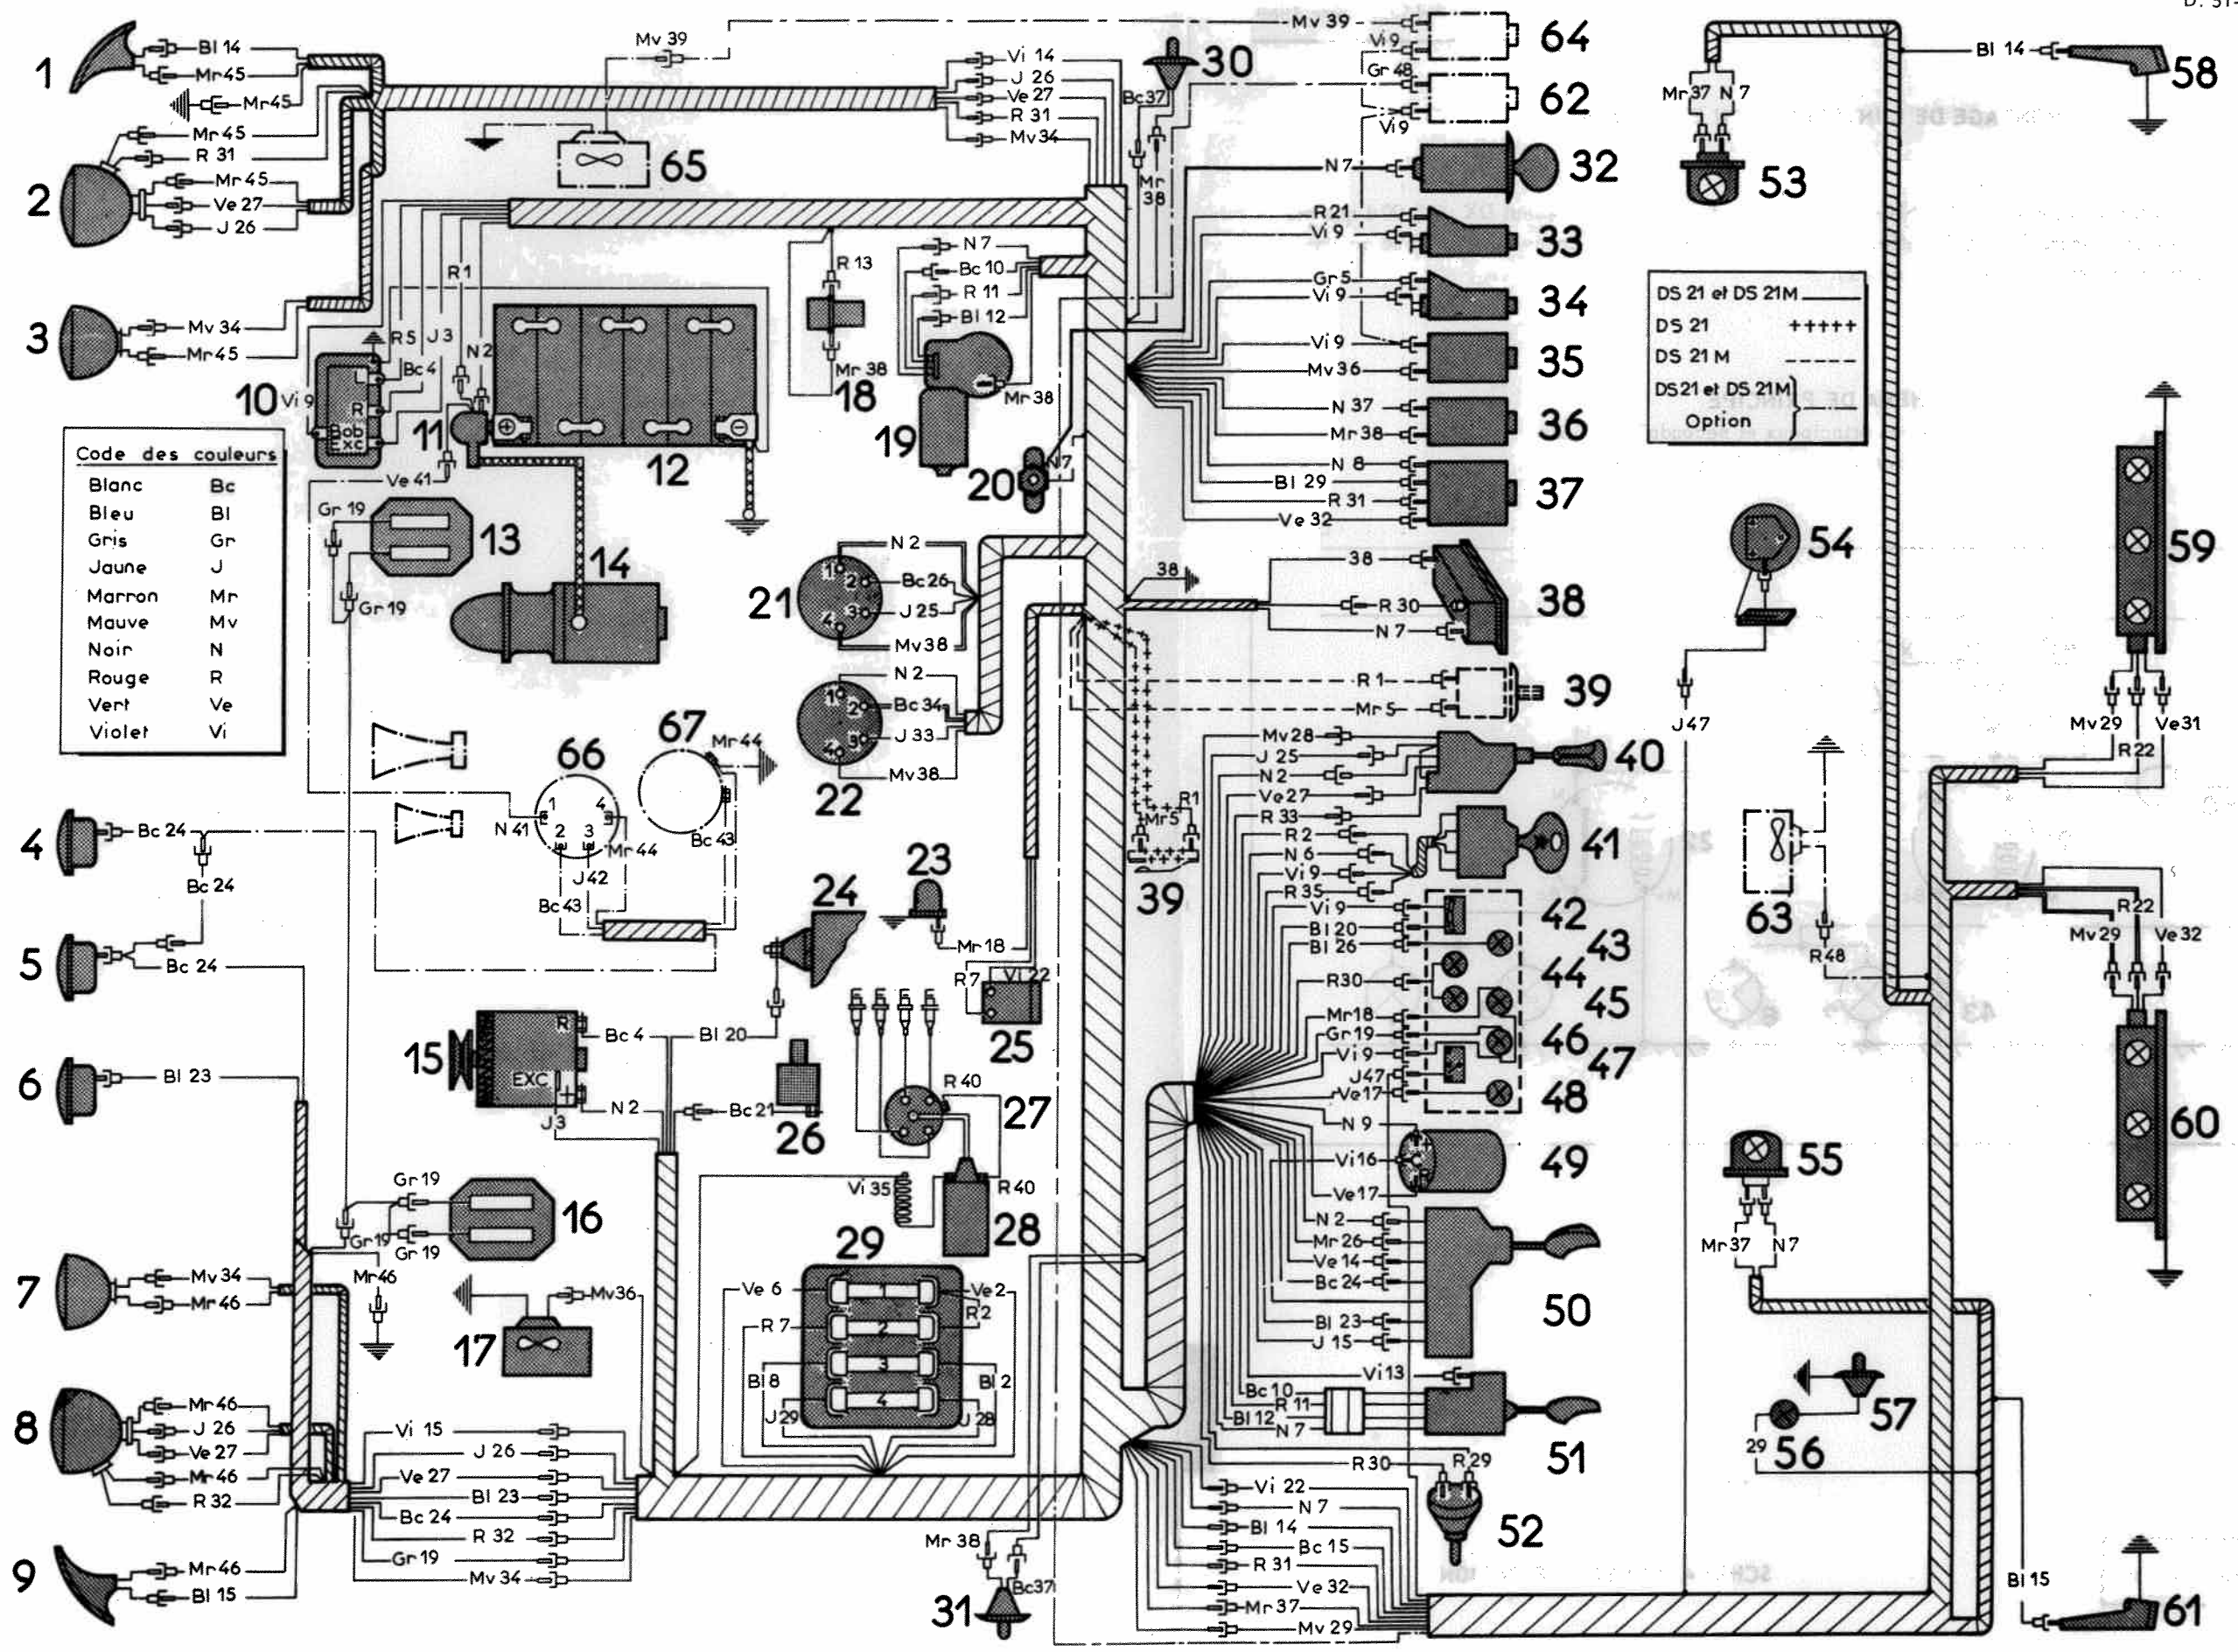 D. 51-
1
Bl 14
Mr 45
Mr 45
2
Mr 45
R 31
Mr 45
Ve 27
J 26
3
Mv 34
Mr 45
Mv 39
65
Vi 14
J 26
Ve 27
R 31
Mv 34
30
Bc 37
Mr
38
Mv 39
Vi 9
64
Gr 48
Vi 9
62
N 7
32
R 21
Vi 9
33
Gr 5
Vi 9
34
Vi 9
Mv 36
35
N 37
Mr 38
36
N 8
Bl 29
R 31
Ve 32
37
10
Vi 9
L
R
Bob
Exc
R 5
J 3
Bc 4
R 1
N 2
11
12
Ve 41
R 13
Mr 38
18
N 7
Bc 10
R 11
Bl 12
Mr 38
19
20
N 7
Code des couleurs
Blanc Bc
Bleu Bl
Gris Gr
Jaune J
Marron Mr
Mauve Mv
Noir N
Rouge R
Vert Ve
Violet Vi
Gr 19
13
Gr 19
14
21
1
2
3
4
N 2
Bc 26
J 25
Mv 38
22
1
2
3
4
N 2
Bc 34
J 33
Mv 38
38
38
R 30
N 7
38
R 1
Mr 5
39
R1
Mr 5
39
Mv 28
J 25
N 2
Ve 27
R 33
40
R 2
N 6
Vi 9
R 35
41
Vi 9
Bl 20
Bl 26
R 30
Mr 18
Gr 19
Vi 9
J 47
Ve 17
42
43
44
45
46
47
48
N 9
Vi 16
Ve 17
49
N 2
Mr 26
Ve 14
Bc 24
Bl 23
J 15
50
Vi 13
Bc 10
R 11
Bl 12
N 7
51
R 30
R 29
52
Vi 22
N 7
Bl 14
Bc 15
R 31
Ve 32
Mr 37
Mv 29
4
Bc 24
Bc 24
5
Bc 24
6
Bl 23
66
1
2
3
4
N 41
J 42
Bc 43
Mr 44
67
Mr 44
Bc 43
15
R
EXC
+
Bc 4
N 2
J 3
Bl 20
Bc 21
24
26
23
Mr 18
R 7
Vi 22
25
27
R 40
R 40
Vi 35
28
Gr 19
Gr 19
Gr 19
16
Mr 46
17
Mv 36
29
1
2
3
4
Ve 6
R 7
Bl 8
J 29
Ve 2
R 2
Bl 2
J 28
7
Mv 34
Mr 46
8
Mr 46
J 26
Ve 27
Mr 46
R 32
9
Mr 46
Bl 15
Vi 15
J 26
Ve 27
Bl 23
Bc 24
R 32
Gr 19
Mv 34
Mr 38
Bc 37
31
Mr 37
N 7
53
Bl 14
58
DS 21 et DS 21M
DS 21 +++++
DS 21 M
DS 21 et DS 21M
Option
54
J 47
59
Mv 29
R 22
Ve 31
63
R 48
R 22
Mv 29
Ve 32
60
55
Mr 37
N 7
56
29
57
Bl 15
61